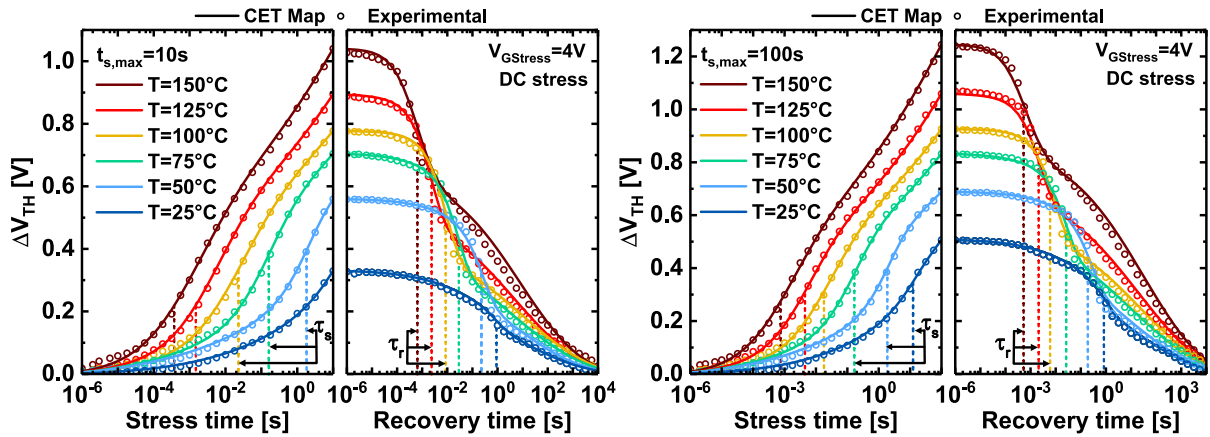 CET Map Experimental
t_s,max=10s
T=150°C
T=125°C
T=100°C
T=75°C
T=50°C
T=25°C
V_GStress=4V
DC stress
ΔV_TH [V]
1.0
0.8
0.6
0.4
0.2
0.0
τ_s
τ_r
10^-6 10^-4 10^-2 10^0
10^-6 10^-4 10^-2 10^0 10^2 10^4
Stress time [s] Recovery time [s]
CET Map Experimental
t_s,max=100s
T=150°C
T=125°C
T=100°C
T=75°C
T=50°C
T=25°C
V_GStress=4V
DC stress
ΔV_TH [V]
1.2
1.0
0.8
0.6
0.4
0.2
0.0
τ_s
τ_r
10^-6 10^-3 10^0
10^-6 10^-3 10^0 10^3
Stress time [s] Recovery time [s]